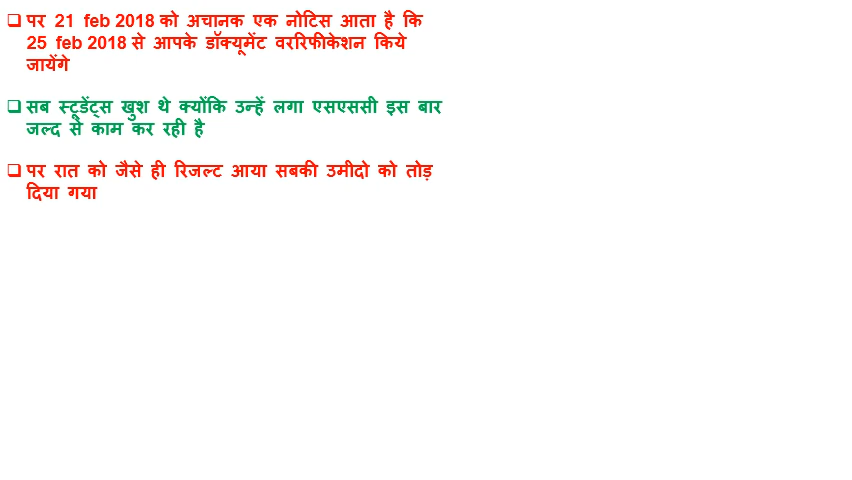 पर 21 feb 2018 को अचानक एक नोटिस आता है कि
25 feb 2018 से आपके डॉक्यूमेंट वररिफीकेशन किये
जायेंगे
सब स्टूडेंट्स खुश थे क्योंकि उन्हें लगा एसएससी इस बार
जल्द से काम कर रही है
पर रात को जैसे ही रिजल्ट आया सबकी उमीदो को तोड़
दिया गया